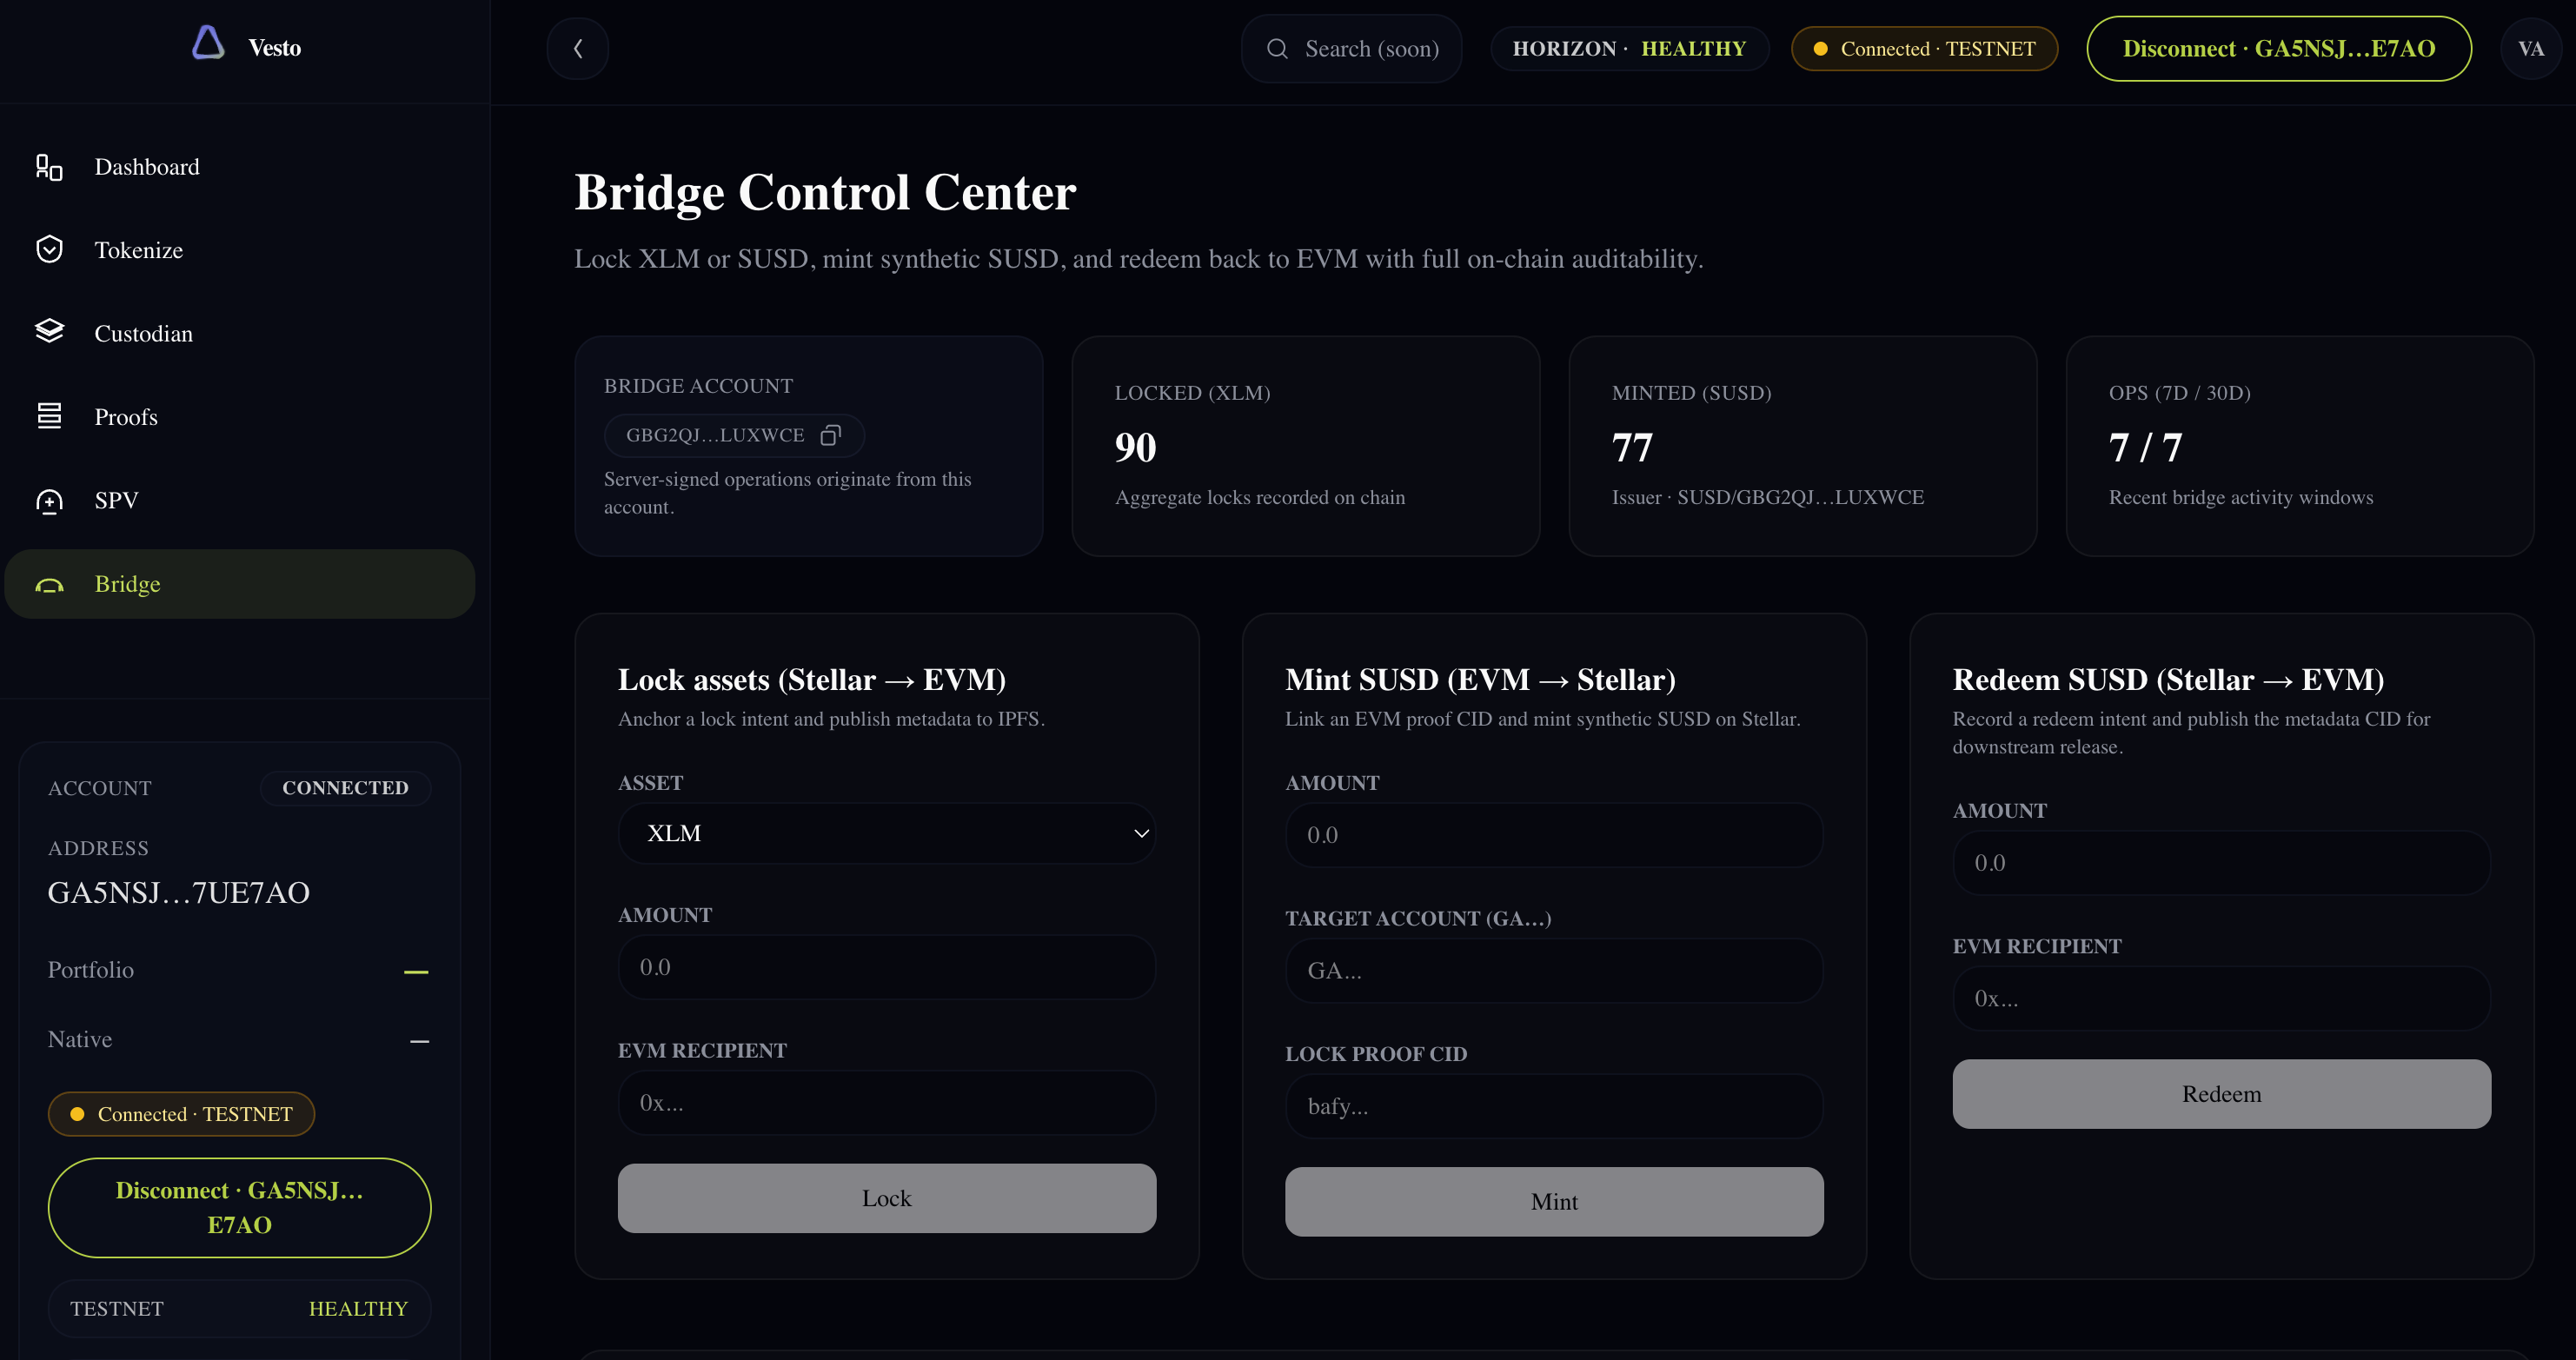 Vesto
Search (soon)
HORIZON · HEALTHY
Connected · TESTNET
Disconnect · GA5NSJ…E7AO
VA
Dashboard
Tokenize
Custodian
Proofs
SPV
Bridge
ACCOUNT
CONNECTED
ADDRESS
GA5NSJ…7UE7AO
Portfolio —
Native —
Connected · TESTNET
Disconnect · GA5NSJ…
E7AO
TESTNET HEALTHY
Bridge Control Center
Lock XLM or SUSD, mint synthetic SUSD, and redeem back to EVM with full on-chain auditability.
BRIDGE ACCOUNT
GBG2QJ…LUXWCE
Server-signed operations originate from this
account.
LOCKED (XLM)
90
Aggregate locks recorded on chain
MINTED (SUSD)
77
Issuer · SUSD/GBG2QJ…LUXWCE
OPS (7D / 30D)
7 / 7
Recent bridge activity windows
Lock assets (Stellar → EVM)
Anchor a lock intent and publish metadata to IPFS.
ASSET
XLM
AMOUNT
0.0
EVM RECIPIENT
0x...
Lock
Mint SUSD (EVM → Stellar)
Link an EVM proof CID and mint synthetic SUSD on Stellar.
AMOUNT
0.0
TARGET ACCOUNT (GA…)
GA...
LOCK PROOF CID
bafy...
Mint
Redeem SUSD (Stellar → EVM)
Record a redeem intent and publish the metadata CID for
downstream release.
AMOUNT
0.0
EVM RECIPIENT
0x...
Redeem